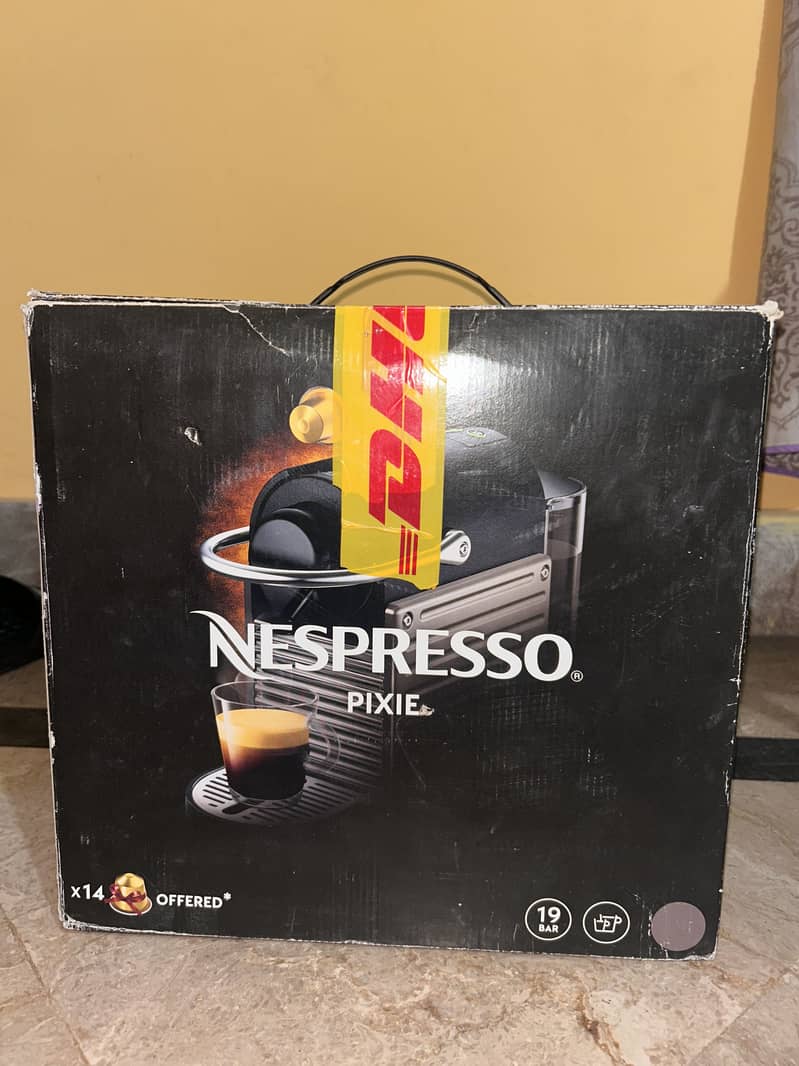 DHL
NESPRESSO®
PIXIE
x14 OFFERED*
19
BAR